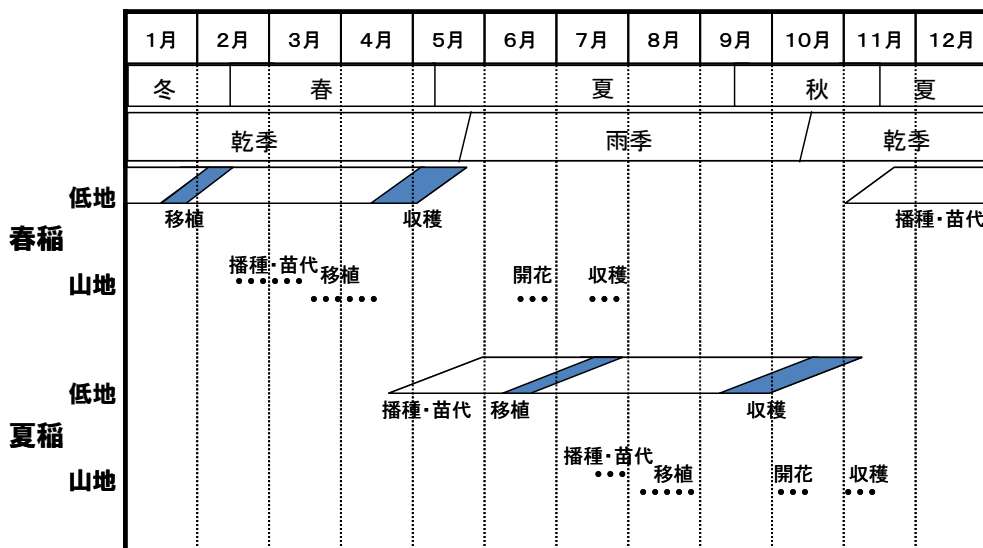 1月 2月 3月 4月 5月 6月 7月 8月 9月 10月 11月 12月
冬 春 夏 秋 夏
乾季 雨季 乾季
低地
移植 収穫 播種・苗代
春稲
播種・苗代 移植 開花 収穫
山地
低地
播種・苗代 移植 収穫
夏稲
播種・苗代 移植 開花 収穫
山地